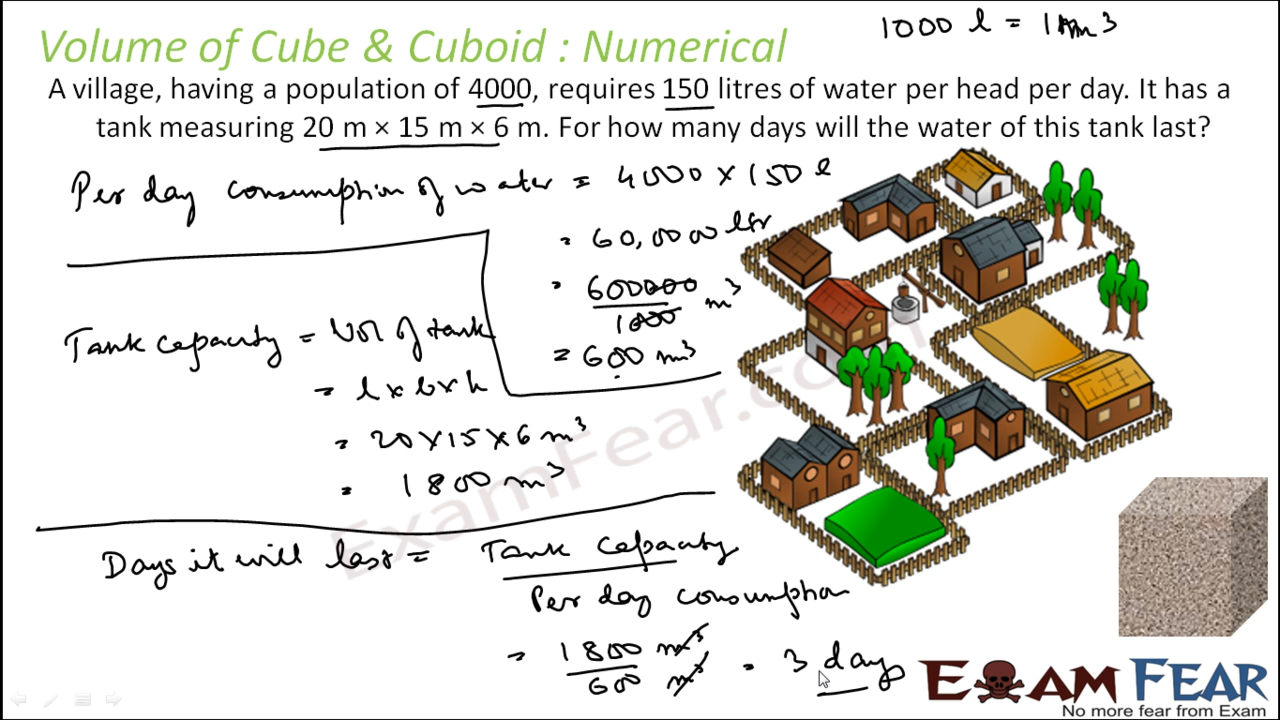 1000 l = 1 m³
Volume of Cube & Cuboid : Numerical
A village, having a population of 4000, requires 150 litres of water per head per day. It has a
tank measuring 20 m × 15 m × 6 m. For how many days will the water of this tank last?
Per day consumption of water = 4000 × 150 l
= 60,0000 ltr
= 600000 / 1000 m³
= 600 m³
Tank capacity = Vol of tank
= l × b × h
= 20 × 15 × 6 m³
= 1800 m³
Days it will last = Tank capacity / Per day consumption
= 1800 m³ / 600 m³ = 3 days
ExamFear.com
EXAM FEAR
No more fear from Exam